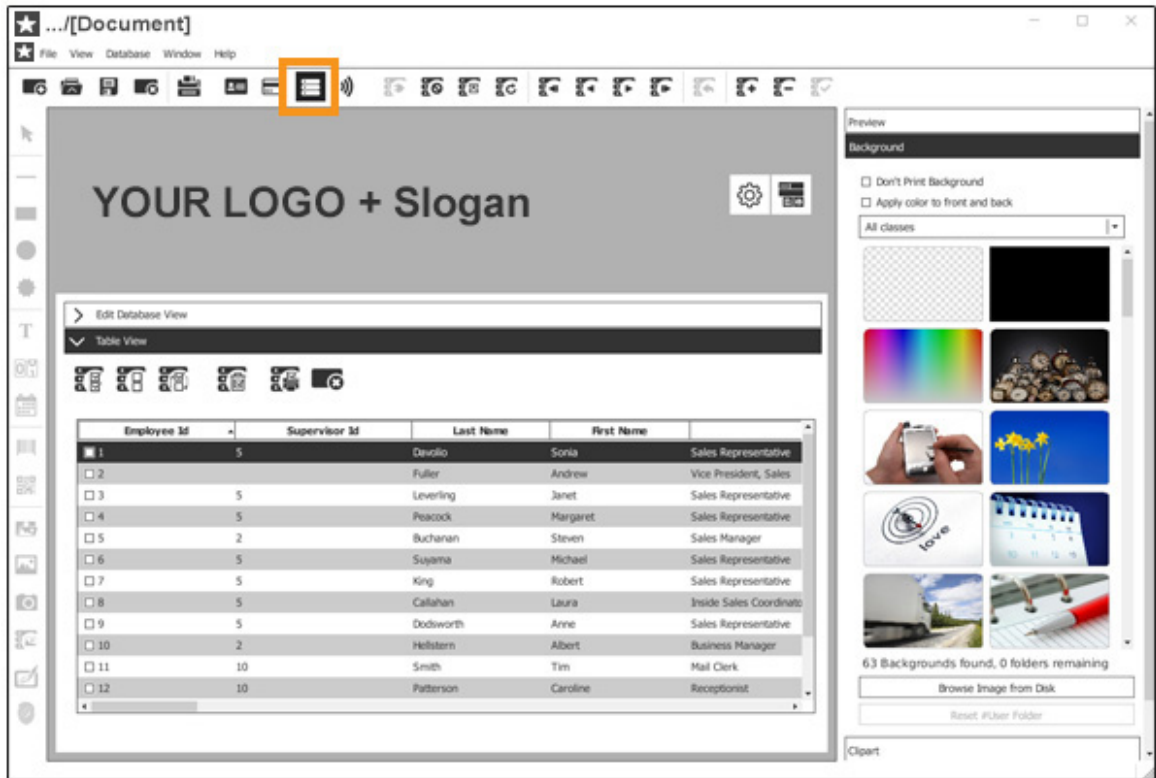 .../[Document]
File View Database Window Help
Preview
Background
Don't Print Background
Apply color to front and back
All classes
YOUR LOGO + Slogan
Edit Database View
Table View
Employee Id Supervisor Id Last Name First Name
1 5 Davolio Sonia Sales Representative
2 Fuller Andrew Vice President, Sales
3 5 Leverling Janet Sales Representative
4 5 Peacock Margaret Sales Representative
5 2 Buchanan Steven Sales Manager
6 5 Suyama Michael Sales Representative
7 5 King Robert Sales Representative
8 5 Callahan Laura Inside Sales Coordinato
9 5 Dodsworth Anne Sales Representative
10 2 Hellstern Albert Business Manager
11 10 Smith Tim Mail Clerk
12 10 Patterson Caroline Receptionist
love
63 Backgrounds found, 0 folders remaining
Browse Image from Disk
Reset #User Folder
Clipart